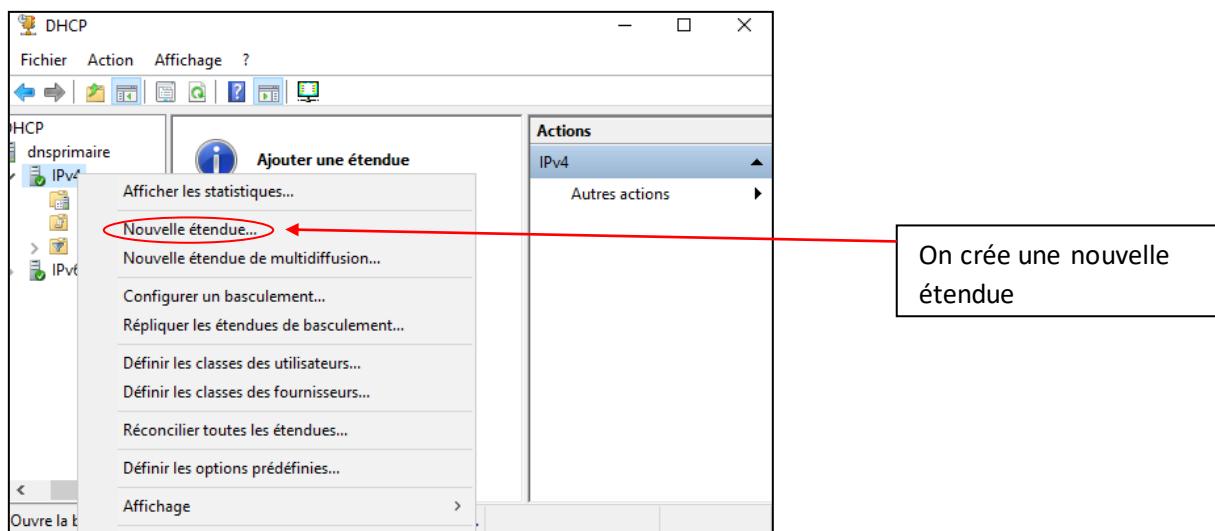 DHCP
Fichier Action Affichage ?
HCP
dnsprimaire
IPv4
IPv6
Ajouter une étendue
Actions
IPv4
Autres actions
Afficher les statistiques...
Nouvelle étendue...
Nouvelle étendue de multidiffusion...
Configurer un basculement...
Répliquer les étendues de basculement...
Définir les classes des utilisateurs...
Définir les classes des fournisseurs...
Réconcilier toutes les étendues...
Définir les options prédéfinies...
Affichage
Ouvre la b
On crée une nouvelle
étendue